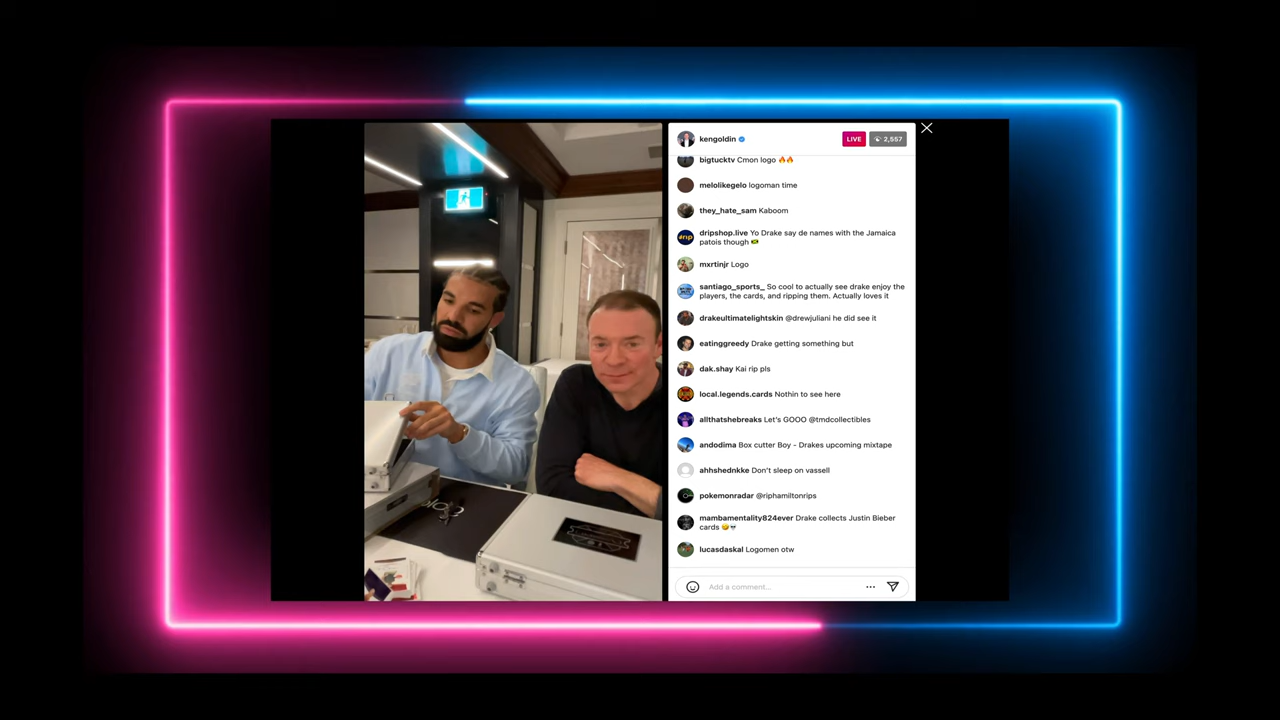 kengoldin
LIVE
2,557
bigtucktv Cmon logo 🔥🔥
melolikegelo logoman time
they_hate_sam Kaboom
dripshop.live Yo Drake say de names with the Jamaica
patois though 🇯🇲
mxrtinjr Logo
santiago_sports_ So cool to actually see drake enjoy the
players, the cards, and ripping them. Actually loves it
drakeultimatelightskin @drewjuliani he did see it
eatinggreedy Drake getting something but
dak.shay Kai rip pls
local.legends.cards Nothin to see here
allthatshebreaks Let's GOOO @tmdcollectibles
andodima Box cutter Boy - Drakes upcoming mixtape
ahhshednkke Don't sleep on vassell
pokemonradar @riphamiltonrips
mambamentality824ever Drake collects Justin Bieber
cards 🤣💀
lucasdaskal Logomen otw
Add a comment...
drip